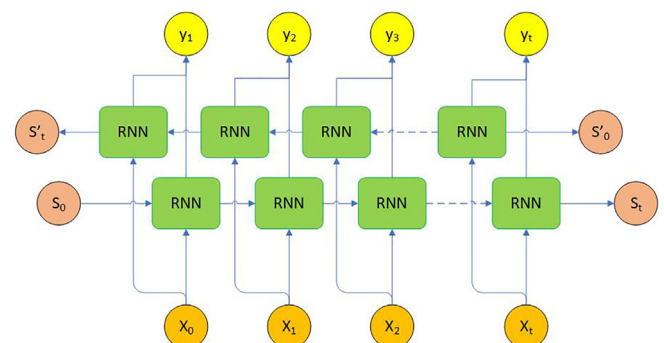 y₁ y₂ y₃ yₜ
S'ₜ RNN RNN RNN RNN S'₀
S₀ RNN RNN RNN RNN Sₜ
X₀ X₁ X₂ Xₜ